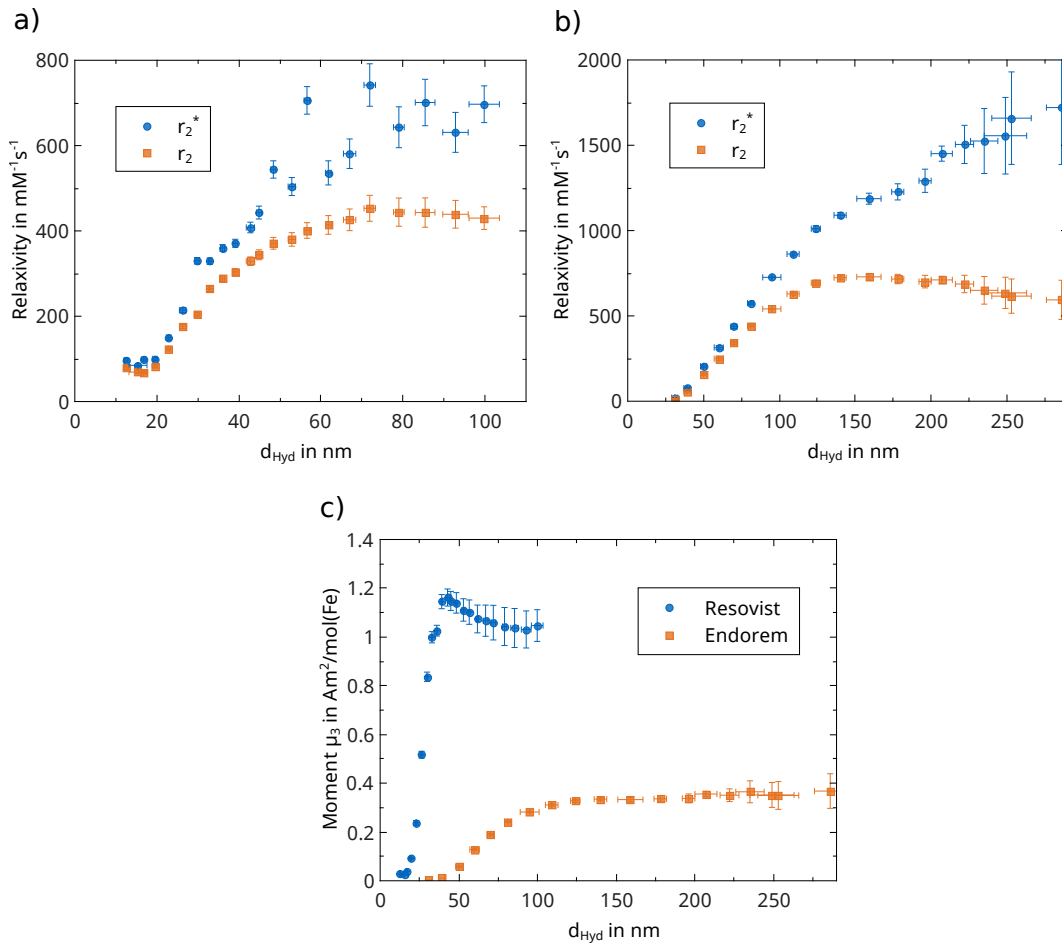 a)
800
600
400
200
0
Relaxivity in mM⁻¹s⁻¹
r₂*
r₂
0
20
40
60
80
100
d_Hyd in nm
b)
2000
1500
1000
500
0
Relaxivity in mM⁻¹s⁻¹
r₂*
r₂
0
50
100
150
200
250
d_Hyd in nm
c)
1.4
1.2
1
0.8
0.6
0.4
0.2
0
Moment μ₃ in Am²/mol(Fe)
Resovist
Endorem
0
50
100
150
200
250
d_Hyd in nm